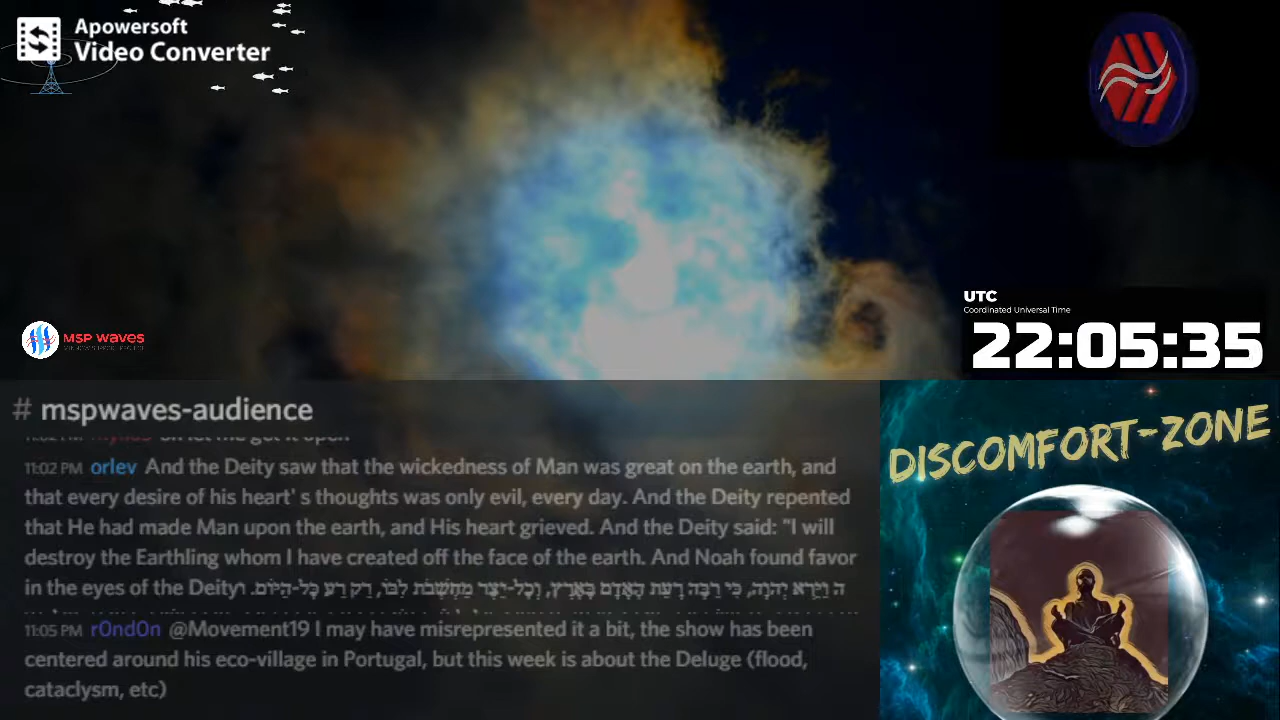 Apowersoft
Video Converter
MSP WAVES
UTC
Coordinated Universal Time
22:05:35
# mspwaves-audience
11:02 PM orlev And the Deity saw that the wickedness of Man was great on the earth, and
that every desire of his heart' s thoughts was only evil, every day. And the Deity repented
that He had made Man upon the earth, and His heart grieved. And the Deity said: "I will
destroy the Earthling whom I have created off the face of the earth. And Noah found favor
in the eyes of the Deity ה וַיַּרְא יְהוָה, כִּי רַבָּה רָעַת הָאָדָם בָּאָרֶץ, וְכָל-יֵצֶר מַחְשְׁבֹת לִבּוֹ, רַק רַע כָּל-הַיּוֹם.
11:05 PM r0nd0n @Movement19 I may have misrepresented it a bit, the show has been
centered around his eco-village in Portugal, but this week is about the Deluge (flood,
cataclysm, etc)
DISCOMFORT-ZONE